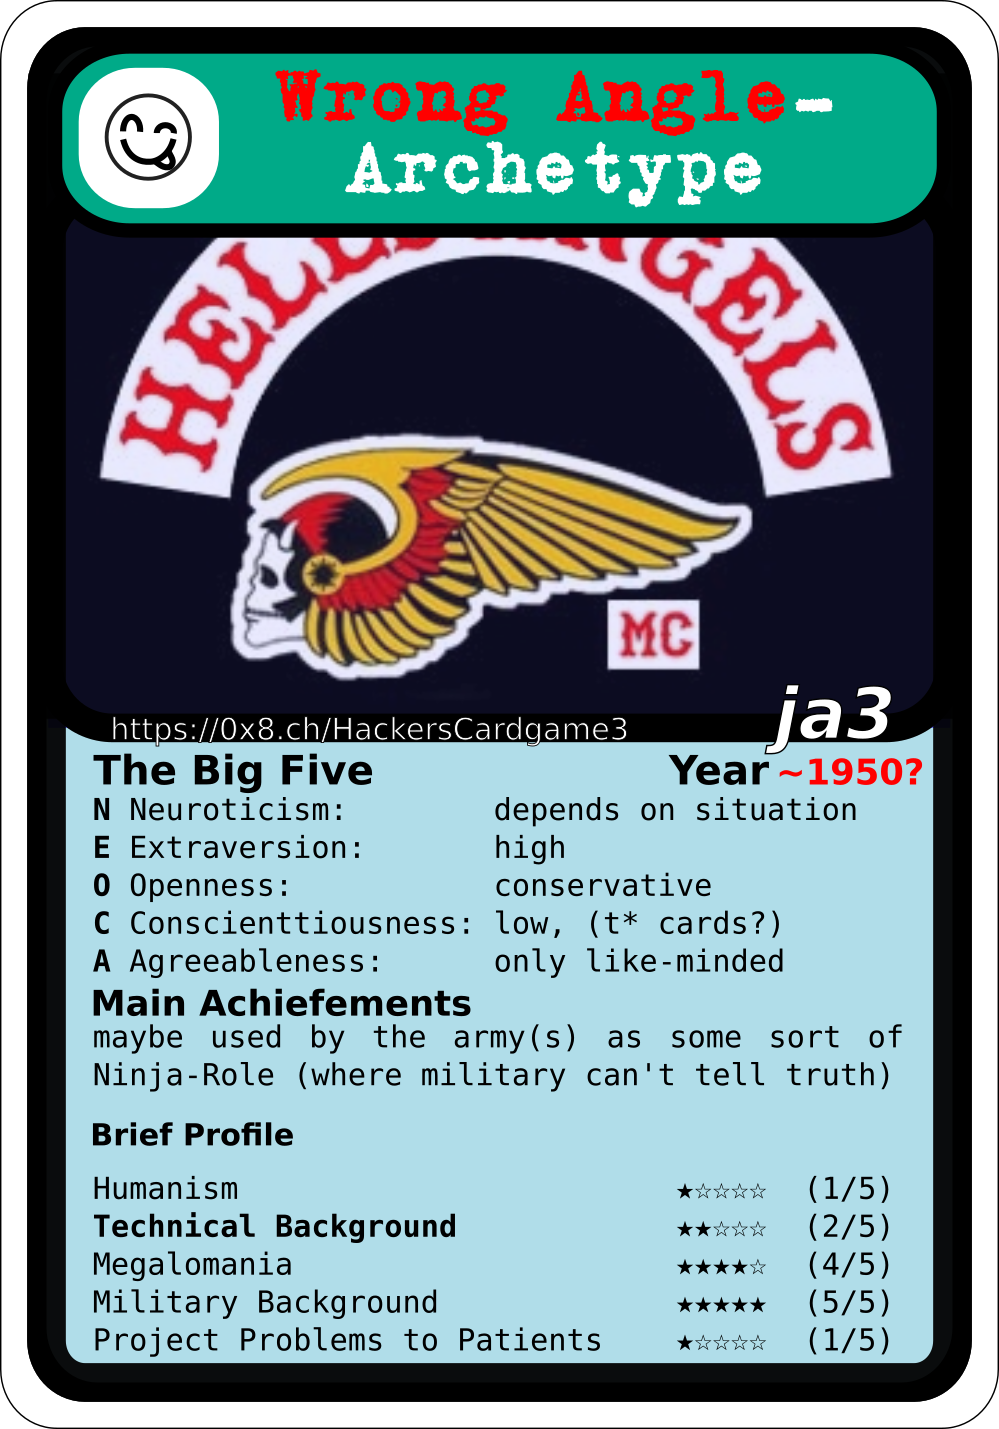 Wrong Angle-
Archetype
HELLS ANGELS
MC
https://0x8.ch/HackersCardgame3
ja3
The Big Five Year ~1950?
N Neuroticism: depends on situation
E Extraversion: high
O Openness: conservative
C Conscienttiousness: low, (t* cards?)
A Agreeableness: only like-minded
Main Achiefements
maybe used by the army(s) as some sort of
Ninja-Role (where military can't tell truth)
Brief Profile
Humanism ★☆☆☆☆ (1/5)
Technical Background ★★☆☆☆ (2/5)
Megalomania ★★★★☆ (4/5)
Military Background ★★★★★ (5/5)
Project Problems to Patients ★☆☆☆☆ (1/5)